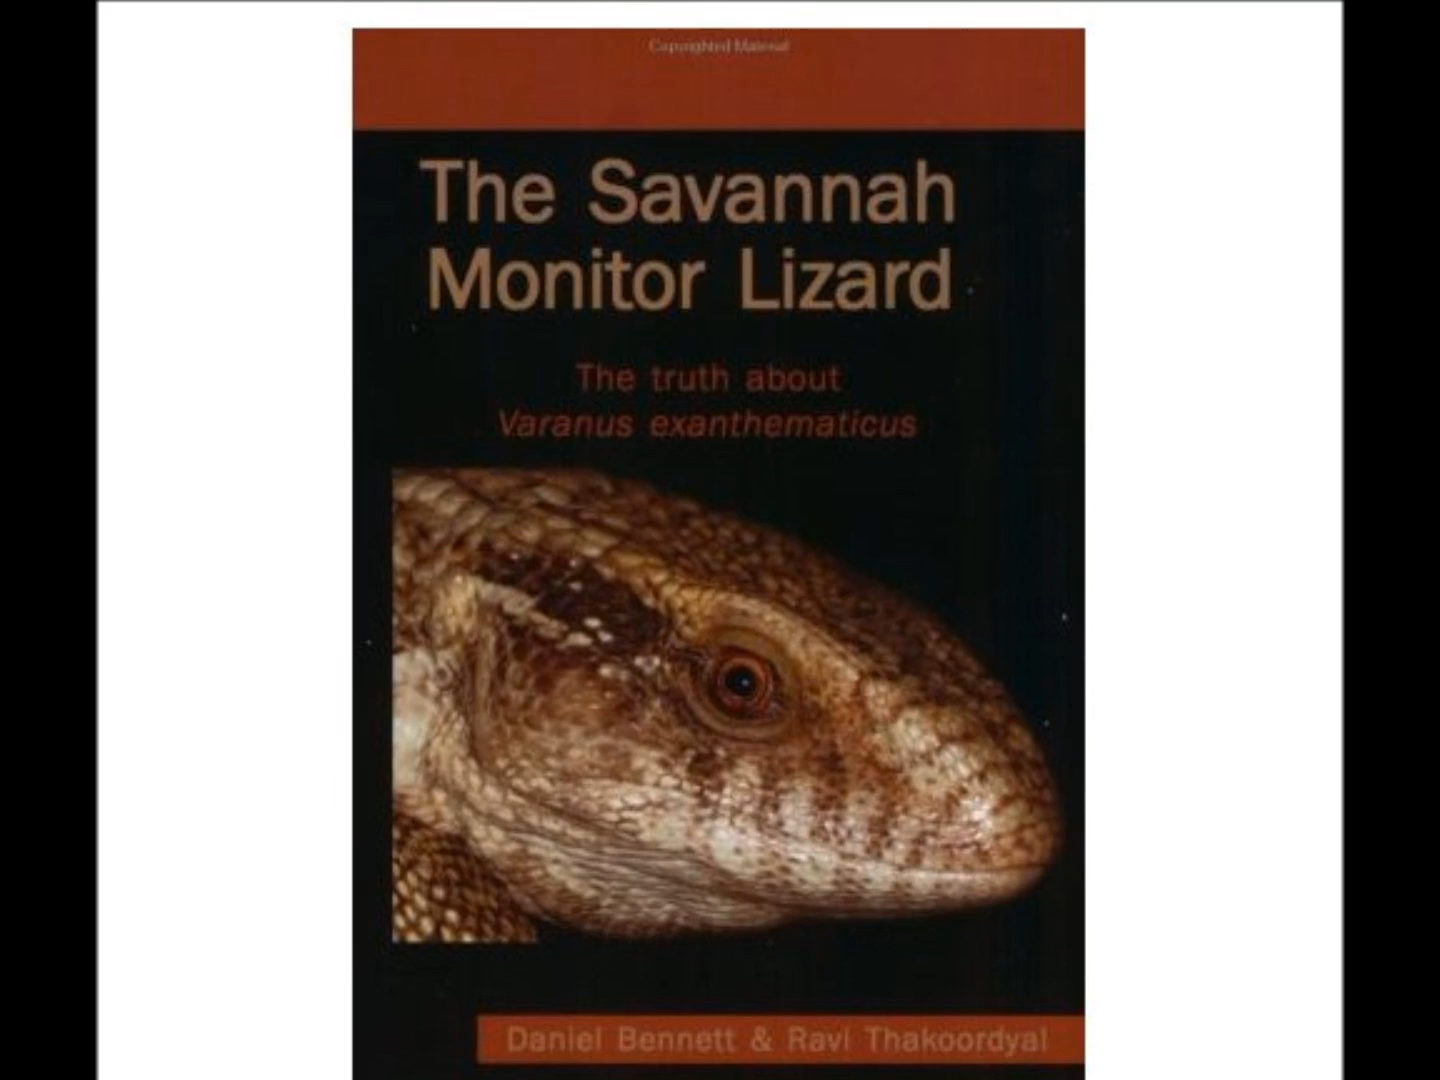 Copyrighted Material
The Savannah
Monitor Lizard
The truth about
Varanus exanthematicus
Daniel Bennett & Ravi Thakoordyal